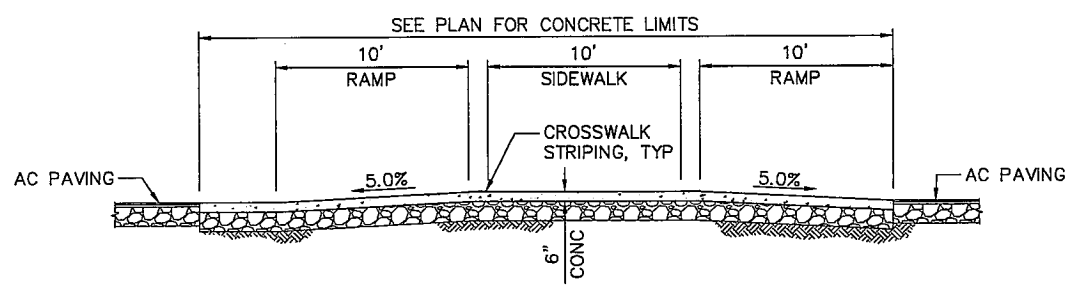 SEE PLAN FOR CONCRETE LIMITS
10' 10' 10'
RAMP SIDEWALK RAMP
CROSSWALK
STRIPING, TYP
AC PAVING 5.0% 5.0% AC PAVING
6"
CONC